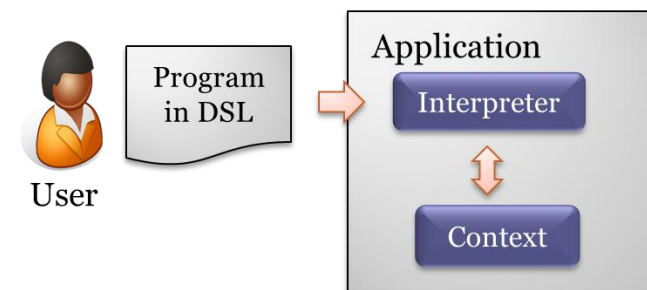 Application
Program
in DSL
Interpreter
User
Context